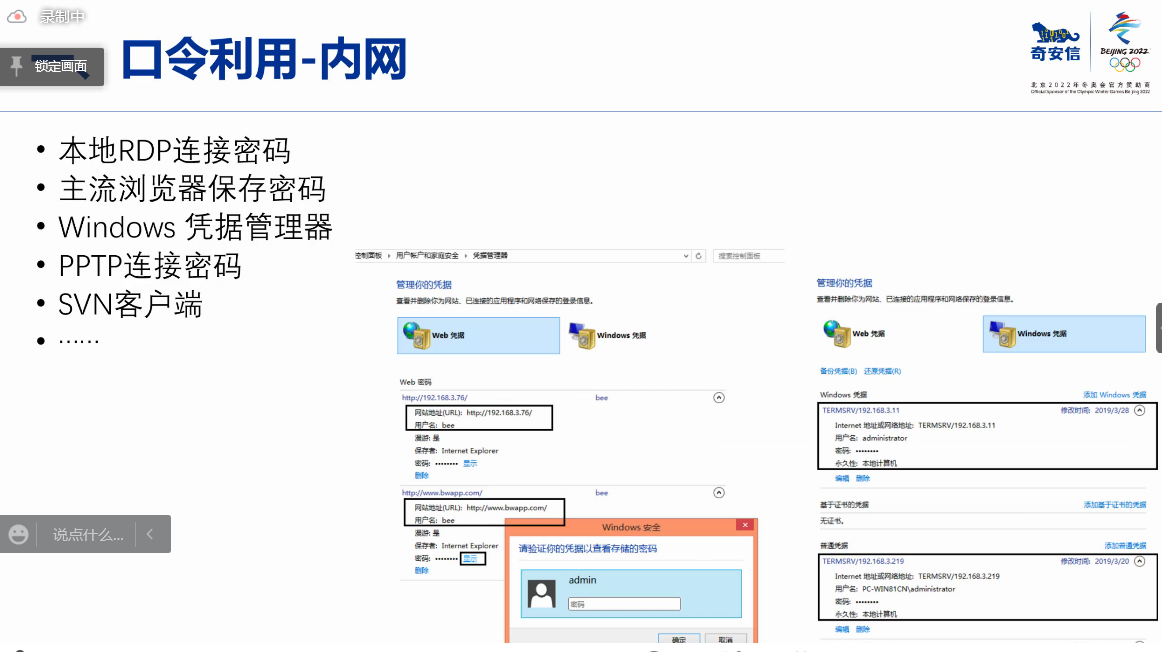 录制中
锁定画面
口令利用-内网
奇安信
BEIJING 2022
北京2022年冬奥会官方赞助商
Official Sponsor of the Olympic Winter Games Beijing 2022
• 本地RDP连接密码
• 主流浏览器保存密码
• Windows 凭据管理器
• PPTP连接密码
• SVN客户端
• ……
说点什么...
控制面板 › 用户帐户和家庭安全 › 凭据管理器
搜索控制面板
管理你的凭据
查看并删除你为网站、已连接的应用程序和网络保存的登录信息。
Web 凭据
Windows 凭据
Web 密码
http://192.168.3.76/ bee
网站地址(URL): http://192.168.3.76/
用户名: bee
漫游: 是
保存者: Internet Explorer
密码: •••••••• 显示
删除
http://www.bwapp.com/ bee
网站地址(URL): http://www.bwapp.com/
用户名: bee
漫游: 是
保存者: Internet Explorer
密码: •••••••• 显示
删除
Windows 安全
请验证你的凭据以查看存储的密码
admin
密码
确定
取消
管理你的凭据
查看并删除你为网站、已连接的应用程序和网络保存的登录信息。
Web 凭据
Windows 凭据
备份凭据(B) 还原凭据(R)
Windows 凭据 添加 Windows 凭据
TERMSRV/192.168.3.11 修改时间: 2019/3/28
Internet 地址或网络地址: TERMSRV/192.168.3.11
用户名: administrator
密码: ••••••••
永久性: 本地计算机
编辑 删除
基于证书的凭据 添加基于证书的凭据
无证书。
普通凭据 添加普通凭据
TERMSRV/192.168.3.219 修改时间: 2019/3/20
Internet 地址或网络地址: TERMSRV/192.168.3.219
用户名: PC-WIN81CN\administrator
密码: ••••••••
永久性: 本地计算机
编辑 删除